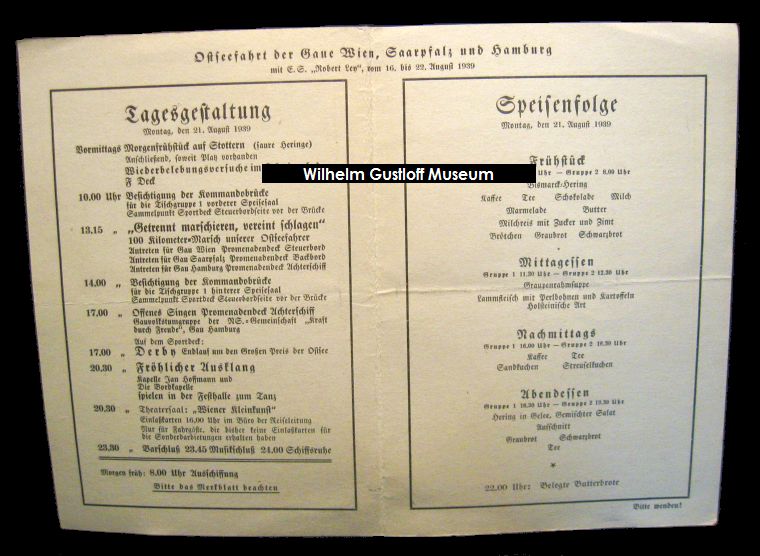 Ostseefahrt der Gaue Wien, Saarpfalz und Hamburg
mit E.S. „Robert Ley", vom 16. bis 22. August 1939
Tagesgestaltung
Montag, den 21. August 1939
Vormittags Morgenfrühstück auf Stottern (saure Heringe)
Anschließend, soweit Platz vorhanden
Wiederbelebungsversuche im
F Deck
10.00 Uhr Besichtigung der Kommandobrücke
für die Tischgruppe 1 vorderer Speisesaal
Sammelpunkt Sportdeck Steuerbordseite vor der Brücke
13.15 „ „Getrennt marschieren, vereint schlagen"
100 Kilometer-Marsch unserer Ostseefahrer
Antreten für Gau Wien Promenadendeck Steuerbord
Antreten für Gau Saarpfalz Promenadendeck Backbord
Antreten für Gau Hamburg Promenadendeck Achterschiff
14.00 „ Besichtigung der Kommandobrücke
für die Tischgruppe 1 hinterer Speisesaal
Sammelpunkt Sportdeck Steuerbordseite vor der Brücke
17.00 „ Offenes Singen Promenadendeck Achterschiff
Gauvolkstumgruppe der NS.-Gemeinschaft „Kraft
durch Freude", Gau Hamburg
Auf dem Sportdeck:
17.00 „ Derby Endlauf um den Großen Preis der Ostsee
20.30 „ Fröhlicher Ausklang
Kapelle Jan Hoffmann und
Die Bordkapelle
spielen in der Festhalle zum Tanz
20.30 „ Theatersaal: „Wiener Kleinkunst"
Einlaßkarten 16.00 Uhr im Büro der Reiseleitung
Nur für Fahrgäste, die bisher keine Einlaßkarten für
die Sonderdarbietungen erhalten haben
23.30 „ Barschluß 23.45 Musikschluß 24.00 Schiffsruhe
Morgen früh: 8.00 Uhr Ausschiffung
Bitte das Merkblatt beachten
Wilhelm Gustloff Museum
Speisenfolge
Montag, den 21. August 1939
Frühstück
Uhr — Gruppe 2 8.00 Uhr
Bismarck-Hering
Kaffee Tee Schokolade Milch
Marmelade Butter
Milchreis mit Zucker und Zimt
Brötchen Graubrot Schwarzbrot
Mittagessen
Gruppe 1 11.30 Uhr — Gruppe 2 12.30 Uhr
Graupenrahmsuppe
Lammfleisch mit Perlbohnen und Kartoffeln
Holsteinische Art
Nachmittags
Gruppe 1 16.00 Uhr — Gruppe 2 16.30 Uhr
Kaffee Tee
Sandkuchen Streuselkuchen
Abendessen
Gruppe 1 18.30 Uhr — Gruppe 2 19.30 Uhr
Hering in Gelee, Gemischter Salat
Aufschnitt
Graubrot Schwarzbrot
Tee
22.00 Uhr: Belegte Butterbrote
Bitte wenden!